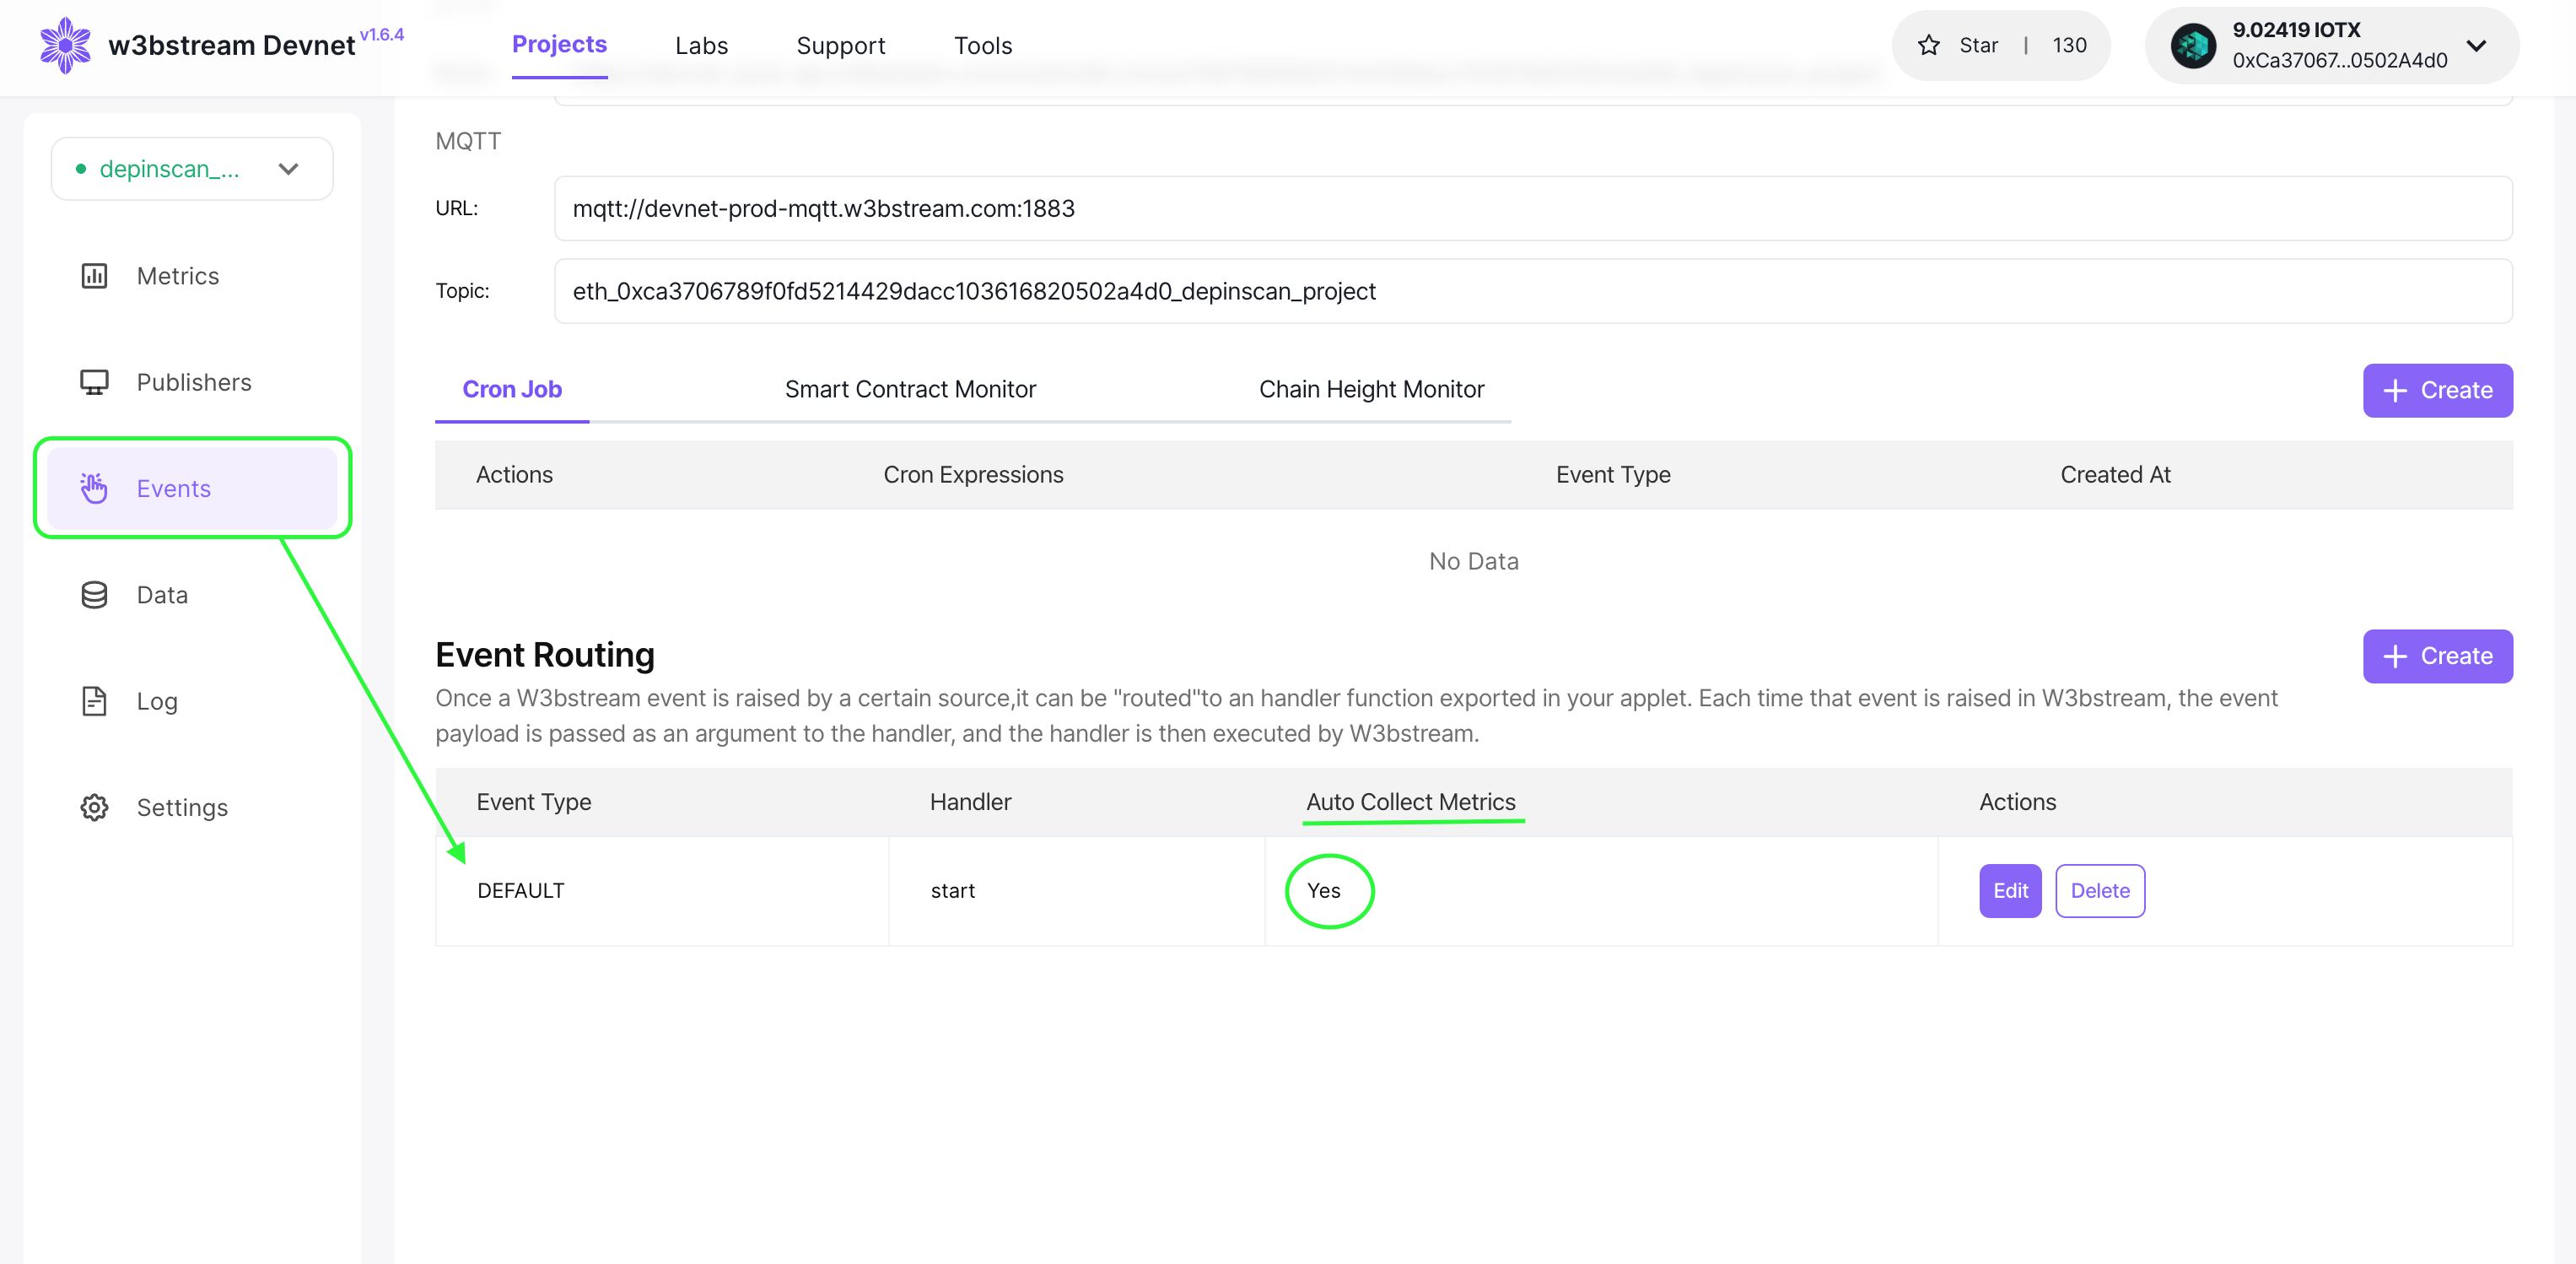 w3bstream Devnet v1.6.4
Projects
Labs
Support
Tools
Star | 130
9.02419 IOTX
0xCa37067...0502A4d0
depinscan_...
Metrics
Publishers
Events
Data
Log
Settings
MQTT
URL: mqtt://devnet-prod-mqtt.w3bstream.com:1883
Topic: eth_0xca3706789f0fd5214429dacc103616820502a4d0_depinscan_project
Cron Job Smart Contract Monitor Chain Height Monitor + Create
Actions Cron Expressions Event Type Created At
No Data
Event Routing + Create
Once a W3bstream event is raised by a certain source,it can be "routed"to an handler function exported in your applet. Each time that event is raised in W3bstream, the event
payload is passed as an argument to the handler, and the handler is then executed by W3bstream.
Event Type Handler Auto Collect Metrics Actions
DEFAULT start Yes Edit Delete